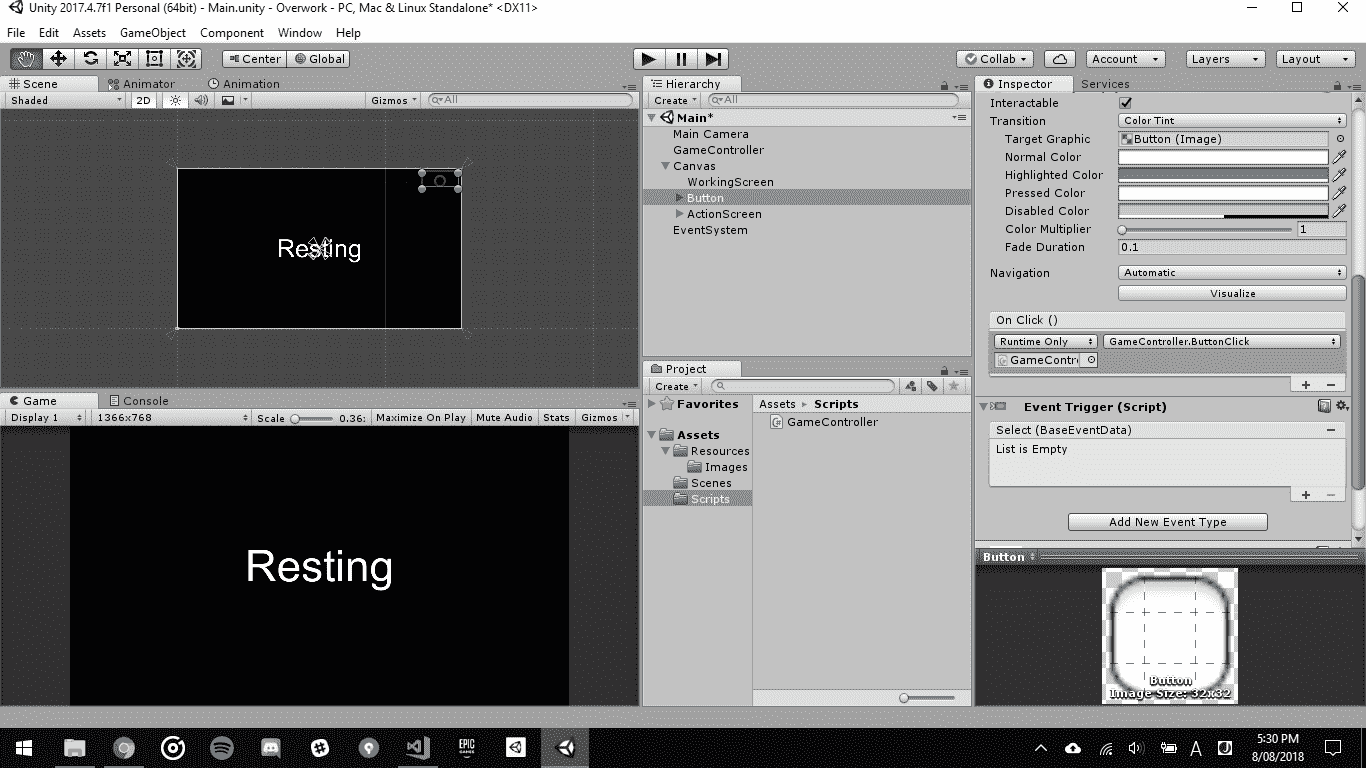 Unity 2017.4.7f1 Personal (64bit) - Main.unity - Overwork - PC, Mac & Linux Standalone* <DX11>
File Edit Assets GameObject Component Window Help
Center Global
Collab Account Layers Layout
Scene Animator Animation
Shaded 2D Gizmos All
Resting
Game Console
Display 1 1366x768 Scale 0.36: Maximize On Play Mute Audio Stats Gizmos
Resting
Hierarchy
Create All
Main*
Main Camera
GameController
Canvas
WorkingScreen
Button
ActionScreen
EventSystem
Project
Create
Favorites
Assets
Resources
Images
Scenes
Scripts
Assets Scripts
GameController
Inspector Services
Interactable
Transition Color Tint
Target Graphic Button (Image)
Normal Color
Highlighted Color
Pressed Color
Disabled Color
Color Multiplier 1
Fade Duration 0.1
Navigation Automatic
Visualize
On Click ()
Runtime Only GameController.ButtonClick
GameContr
Event Trigger (Script)
Select (BaseEventData)
List is Empty
Add New Event Type
Button
Button
Image Size: 32x32
EPIC
GAMES
A
5:30 PM
8/08/2018